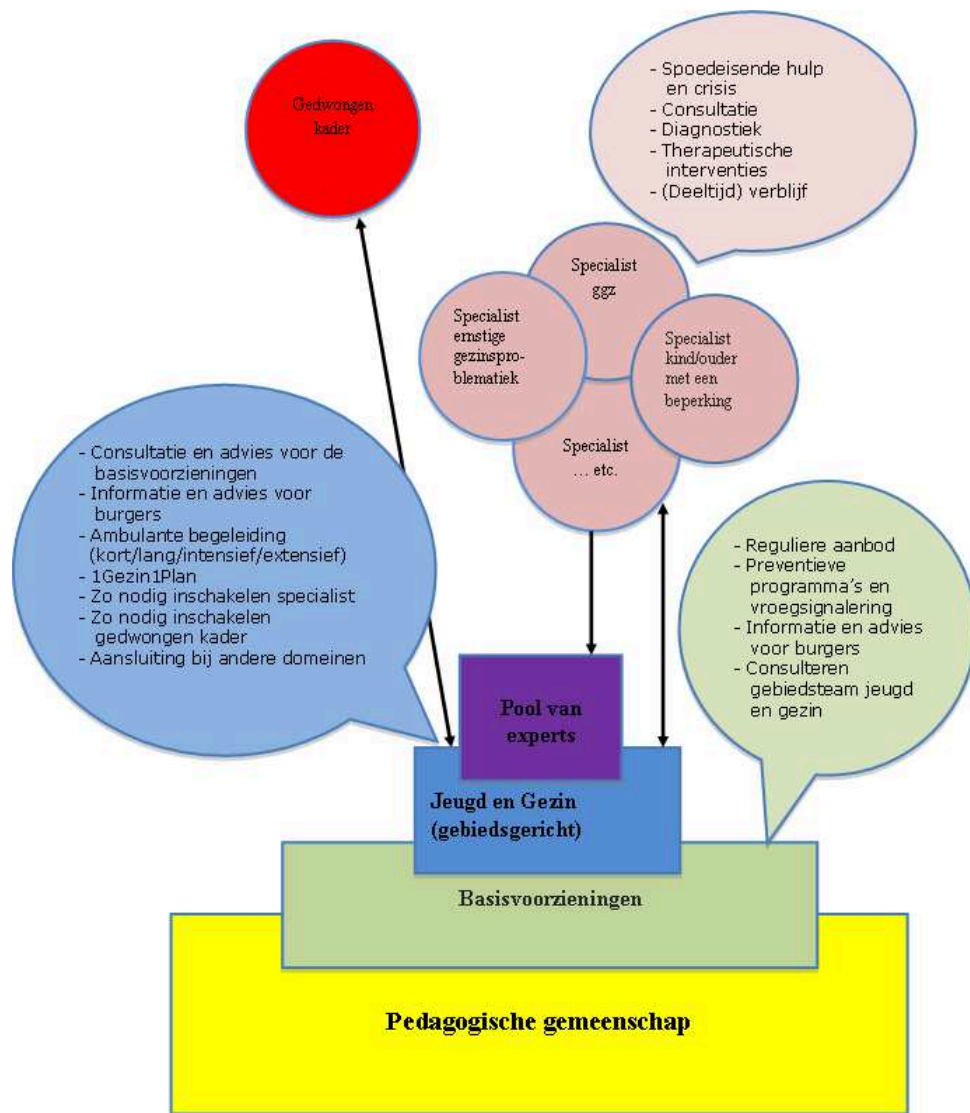 Gedwongen
kader
- Spoedeisende hulp
en crisis
- Consultatie
- Diagnostiek
- Therapeutische
interventies
- (Deeltijd) verblijf
Specialist
ggz
Specialist
ernstige
gezinspro-
blematiek
Specialist
kind/ouder
met een
beperking
Specialist
... etc.
- Consultatie en advies voor de
basisvoorzieningen
- Informatie en advies voor
burgers
- Ambulante begeleiding
(kort/lang/intensief/extensief)
- 1Gezin1Plan
- Zo nodig inschakelen specialist
- Zo nodig inschakelen
gedwongen kader
- Aansluiting bij andere domeinen
- Reguliere aanbod
- Preventieve
programma's en
vroegsignalering
- Informatie en advies
voor burgers
- Consulteren
gebiedsteam jeugd
en gezin
Pool van
experts
Jeugd en Gezin
(gebiedsgericht)
Basisvoorzieningen
Pedagogische gemeenschap